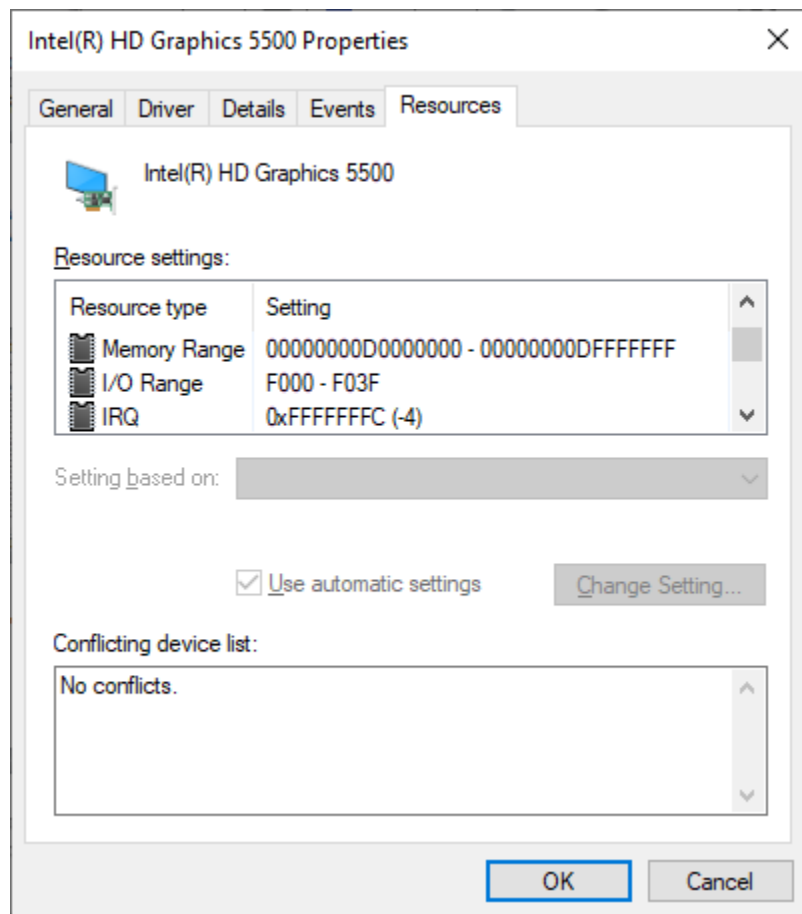 Intel(R) HD Graphics 5500 Properties
General Driver Details Events Resources
Intel(R) HD Graphics 5500
Resource settings:
Resource type Setting
Memory Range 00000000D0000000 - 00000000DFFFFFFF
I/O Range F000 - F03F
IRQ 0xFFFFFFFC (-4)
Setting based on:
Use automatic settings Change Setting...
Conflicting device list:
No conflicts.
OK Cancel